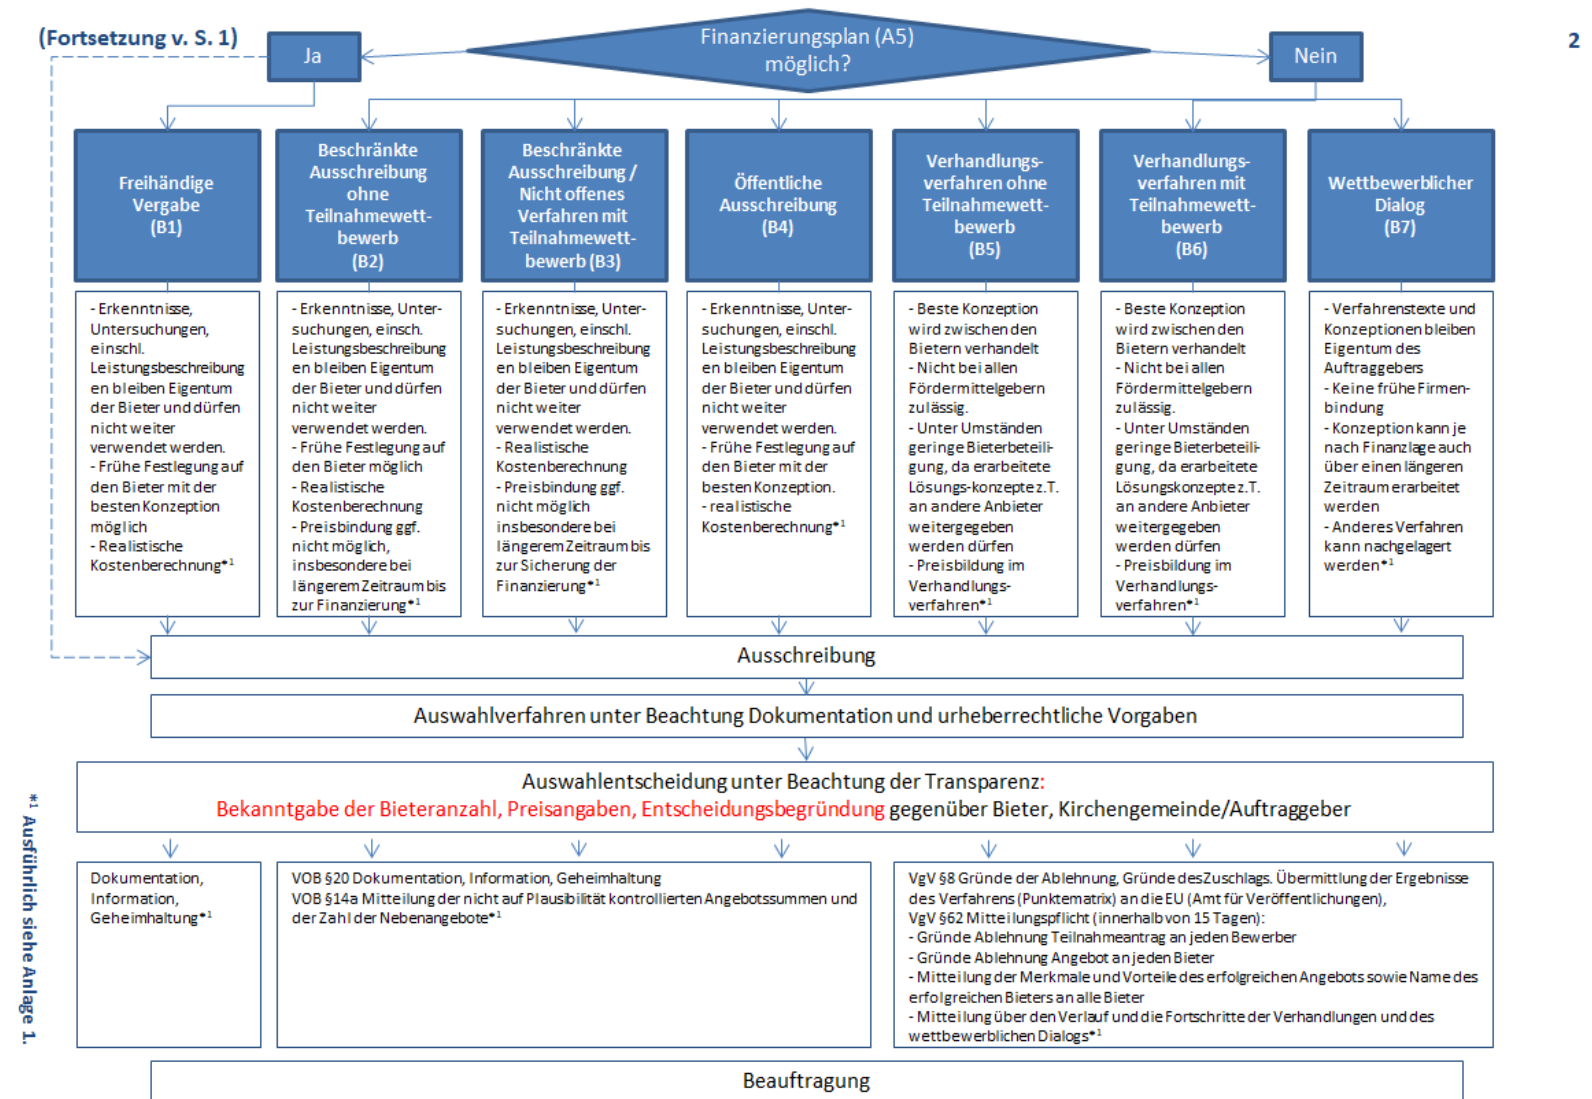 (Fortsetzung v. S. 1)
Ja
Finanzierungsplan (A5)
möglich?
Nein
2
Freihändige
Vergabe
(B1)
Beschränkte
Ausschreibung
ohne
Teilnahmewett-
bewerb
(B2)
Beschränkte
Ausschreibung /
Nicht offenes
Verfahren mit
Teilnahmewett-
bewerb (B3)
Öffentliche
Ausschreibung
(B4)
Verhandlungs-
verfahren ohne
Teilnahmewett-
bewerb
(B5)
Verhandlungs-
verfahren mit
Teilnahmewett-
bewerb
(B6)
Wettbewerblicher
Dialog
(B7)
- Erkenntnisse,
Untersuchungen,
einschl.
Leistungsbeschreibung
en bleiben Eigentum
der Bieter und dürfen
nicht weiter
verwendet werden.
- Frühe Festlegung auf
den Bieter mit der
besten Konzeption
möglich
- Realistische
Kostenberechnung*1
- Erkenntnisse, Unter-
suchungen, einsch.
Leistungsbeschreibung
en bleiben Eigentum
der Bieter und dürfen
nicht weiter
verwendet werden.
- Frühe Festlegung auf
den Bieter möglich
- Realistische
Kostenberechnung
- Preisbindung ggf.
nicht möglich,
insbesondere bei
längerem Zeitraum bis
zur Finanzierung*1
- Erkenntnisse, Unter-
suchungen, einschl.
Leistungsbeschreibung
en bleiben Eigentum
der Bieter und dürfen
nicht weiter
verwendet werden.
- Realistische
Kostenberechnung
- Preisbindung ggf.
nicht möglich
insbesondere bei
längerem Zeitraum bis
zur Sicherung der
Finanzierung*1
- Erkenntnisse, Unter-
suchungen, einschl.
Leistungsbeschreibung
en bleiben Eigentum
der Bieter und dürfen
nicht weiter
verwendet werden.
- Frühe Festlegung auf
den Bieter mit der
besten Konzeption.
- realistische
Kostenberechnung*1
- Beste Konzeption
wird zwischen den
Bietern verhandelt
- Nicht bei allen
Fördermittelgebern
zulässig.
- Unter Umständen
geringe Bieterbeteili-
gung, da erarbeitete
Lösungs-konzepte z.T.
an andere Anbieter
weitergegeben
werden dürfen
- Preisbildung im
Verhandlungs-
verfahren*1
- Beste Konzeption
wird zwischen den
Bietern verhandelt
- Nicht bei allen
Fördermittelgebern
zulässig.
- Unter Umständen
geringe Bieterbeteili-
gung, da erarbeitete
Lösungskonzepte z.T.
an andere Anbieter
weitergegeben
werden dürfen
- Preisbildung im
Verhandlungs-
verfahren*1
- Verfahrenstexte und
Konzeptionen bleiben
Eigentum des
Auftraggebers
- Keine frühe Firmen-
bindung
- Konzeption kann je
nach Finanzlage auch
über einen längeren
Zeitraum erarbeitet
werden
- Anderes Verfahren
kann nachgelagert
werden*1
Ausschreibung
Auswahlverfahren unter Beachtung Dokumentation und urheberrechtliche Vorgaben
Auswahlentscheidung unter Beachtung der Transparenz:
Bekanntgabe der Bieteranzahl, Preisangaben, Entscheidungsbegründung gegenüber Bieter, Kirchengemeinde/Auftraggeber
Dokumentation,
Information,
Geheimhaltung*1
VOB §20 Dokumentation, Information, Geheimhaltung
VOB §14a Mitteilung der nicht auf Plausibilität kontrollierten Angebotssummen und
der Zahl der Nebenangebote*1
VgV §8 Gründe der Ablehnung, Gründe des Zuschlags. Übermittlung der Ergebnisse
des Verfahrens (Punktematrix) an die EU (Amt für Veröffentlichungen),
VgV §62 Mitteilungspflicht (innerhalb von 15 Tagen):
- Gründe Ablehnung Teilnahmeantrag an jeden Bewerber
- Gründe Ablehnung Angebot an jeden Bieter
- Mitteilung der Merkmale und Vorteile des erfolgreichen Angebots sowie Name des
erfolgreichen Bieters an alle Bieter
- Mitteilung über den Verlauf und die Fortschritte der Verhandlungen und des
wettbewerblichen Dialogs*1
Beauftragung
*1 Ausführlich siehe Anlage 1.